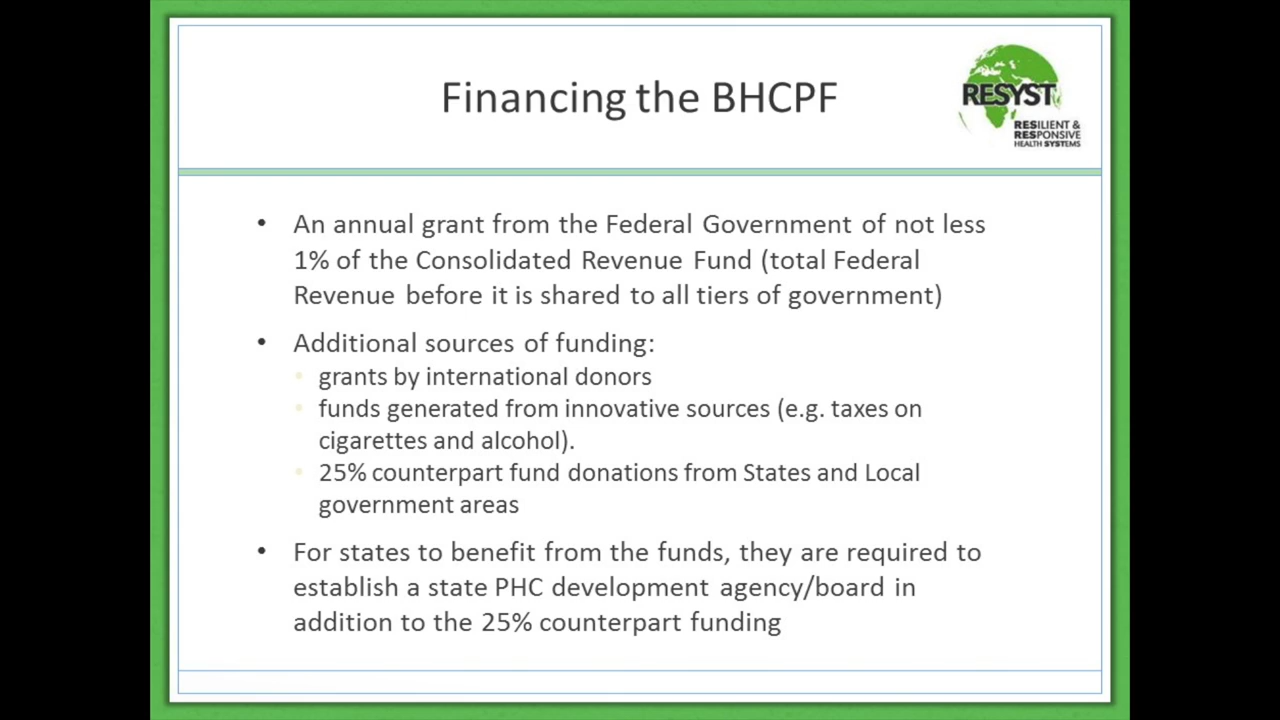 Financing the BHCPF
RESYST
RESILIENT &
RESPONSIVE
HEALTH SYSTEMS
• An annual grant from the Federal Government of not less
1% of the Consolidated Revenue Fund (total Federal
Revenue before it is shared to all tiers of government)
• Additional sources of funding:
▪ grants by international donors
▪ funds generated from innovative sources (e.g. taxes on
cigarettes and alcohol).
▪ 25% counterpart fund donations from States and Local
government areas
• For states to benefit from the funds, they are required to
establish a state PHC development agency/board in
addition to the 25% counterpart funding